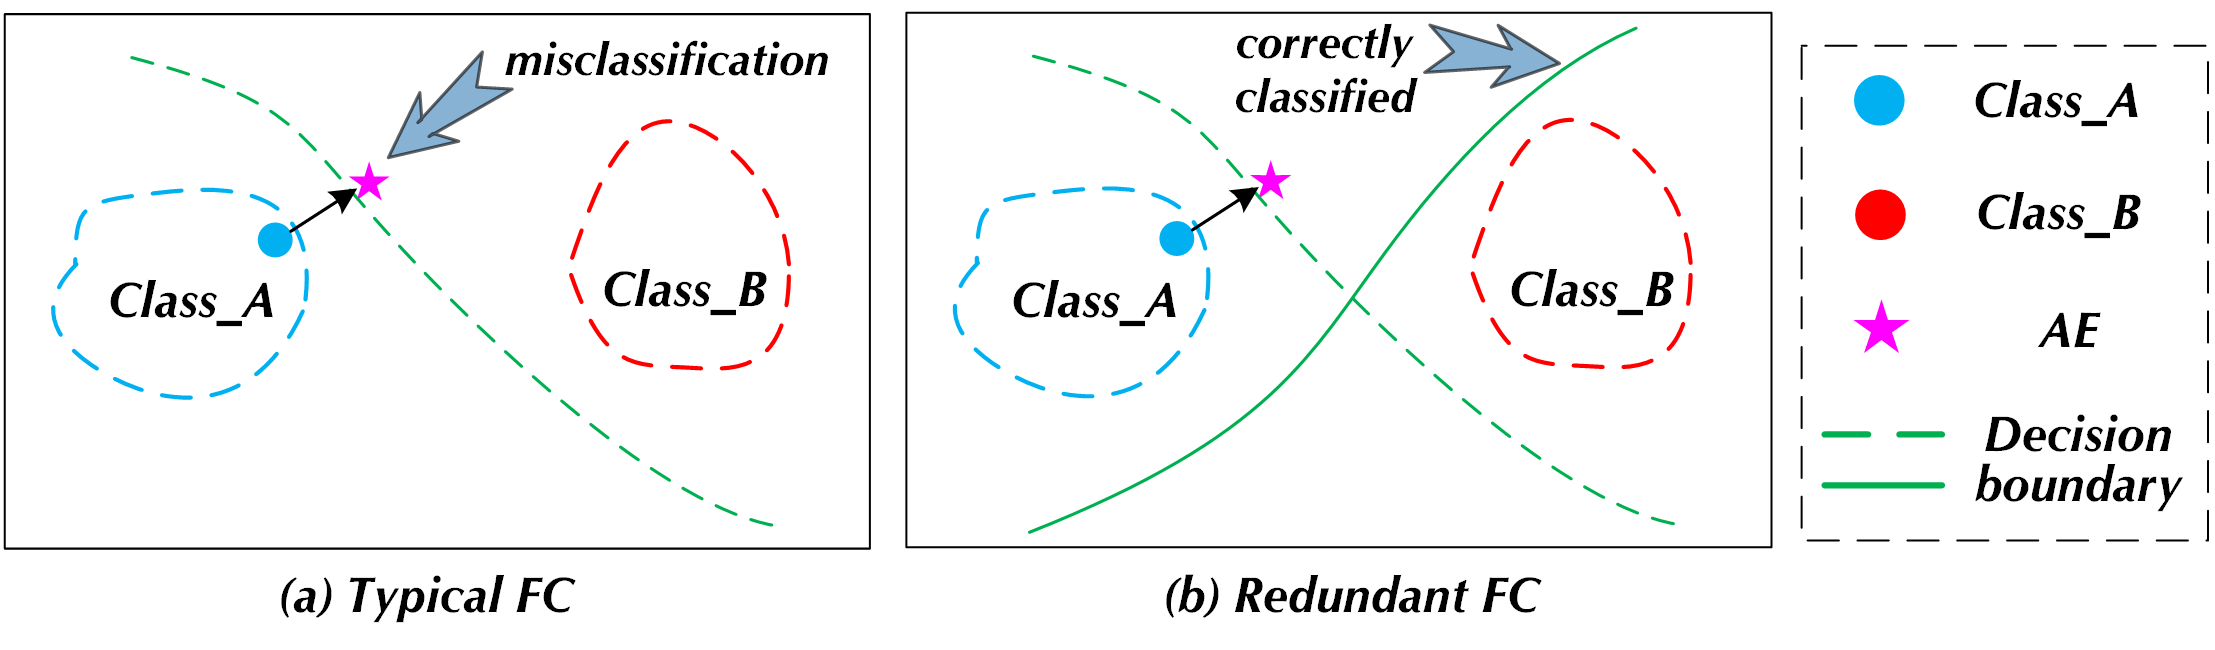 misclassification
Class_A
Class_B
(a) Typical FC
correctly
classified
Class_A
Class_B
(b) Redundant FC
Class_A
Class_B
AE
Decision
boundary